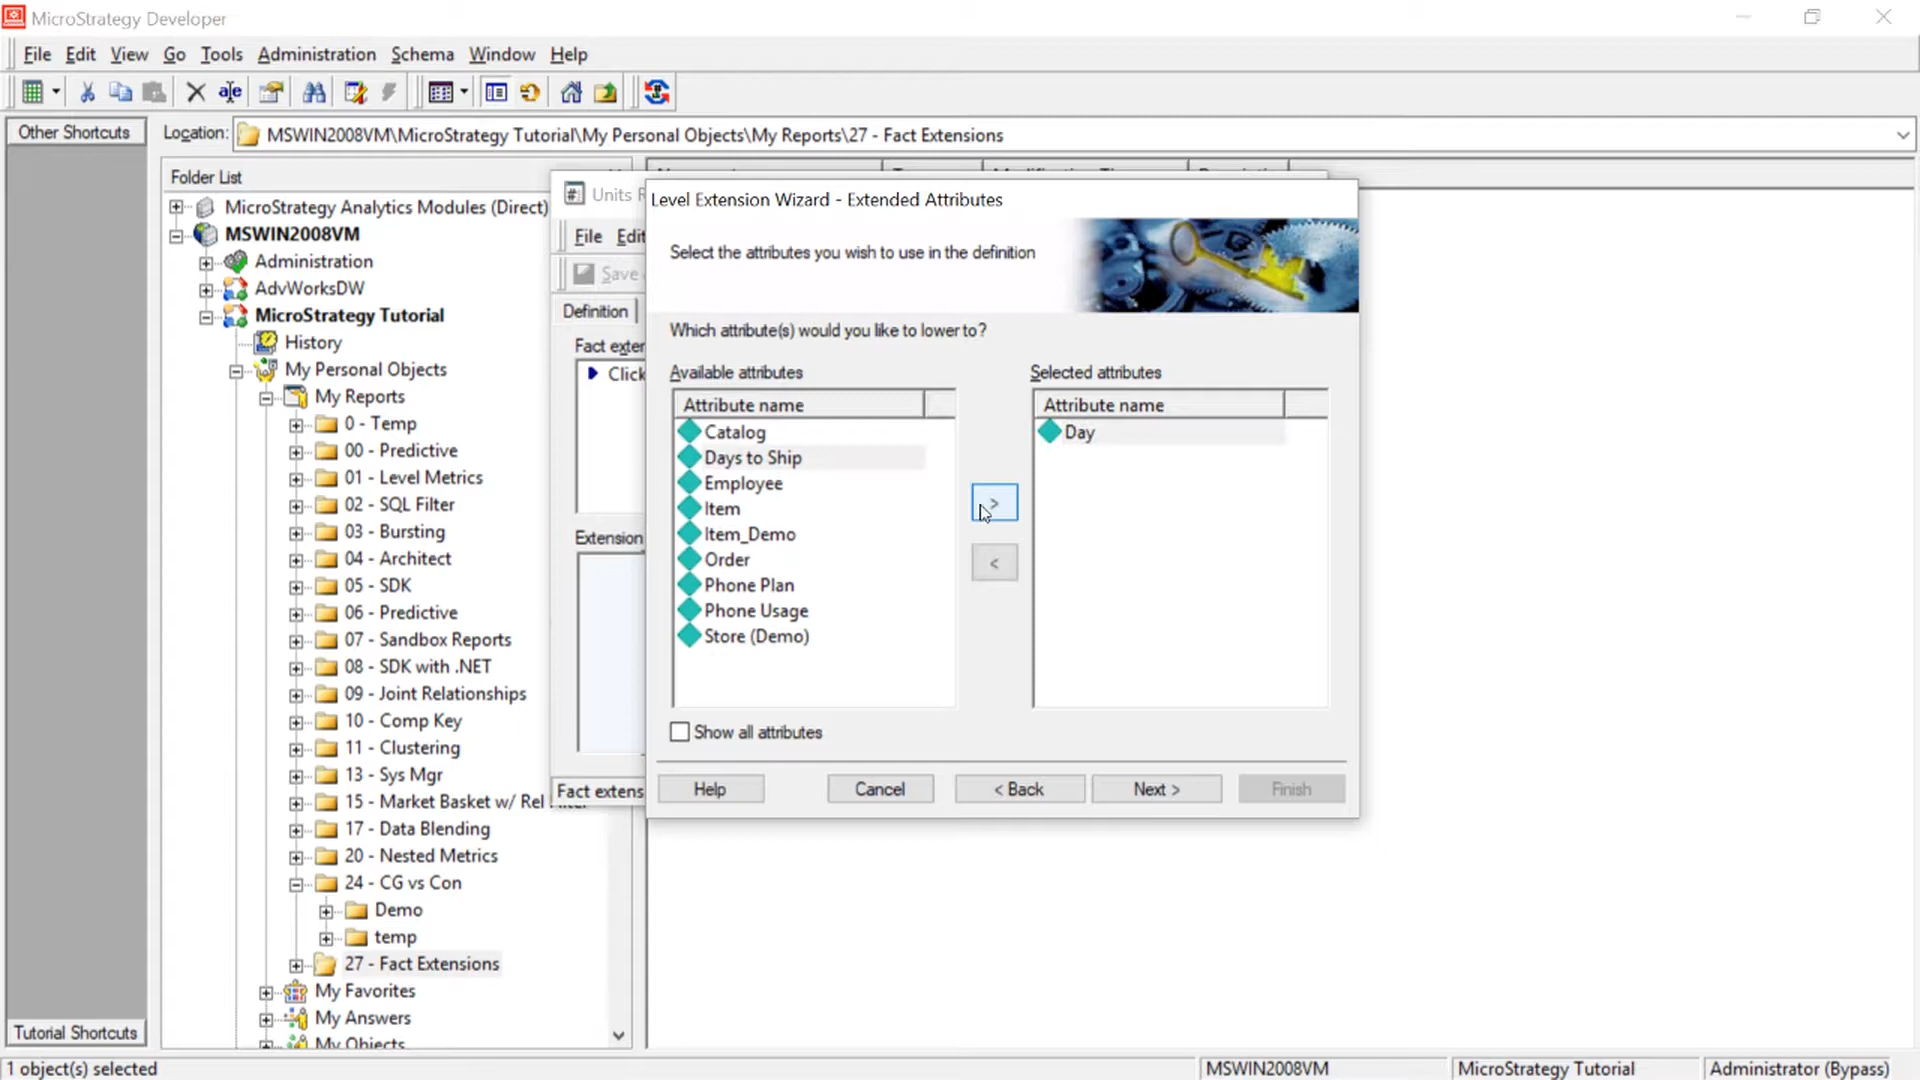 MicroStrategy Developer
File Edit View Go Tools Administration Schema Window Help
Other Shortcuts
Location: MSWIN2008VM\MicroStrategy Tutorial\My Personal Objects\My Reports\27 - Fact Extensions
Folder List
MicroStrategy Analytics Modules (Direct)
MSWIN2008VM
Administration
AdvWorksDW
MicroStrategy Tutorial
History
My Personal Objects
My Reports
0 - Temp
00 - Predictive
01 - Level Metrics
02 - SQL Filter
03 - Bursting
04 - Architect
05 - SDK
06 - Predictive
07 - Sandbox Reports
08 - SDK with .NET
09 - Joint Relationships
10 - Comp Key
11 - Clustering
13 - Sys Mgr
15 - Market Basket w/ Rel
17 - Data Blending
20 - Nested Metrics
24 - CG vs Con
Demo
temp
27 - Fact Extensions
My Favorites
My Answers
My Objects
Tutorial Shortcuts
Units R
File Edit
Save
Definition
Fact exter
Click
Extension
Fact extens
Level Extension Wizard - Extended Attributes
Select the attributes you wish to use in the definition
Which attribute(s) would you like to lower to?
Available attributes
Attribute name
Catalog
Days to Ship
Employee
Item
Item_Demo
Order
Phone Plan
Phone Usage
Store (Demo)
>
<
Selected attributes
Attribute name
Day
Show all attributes
Help Cancel < Back Next > Finish
1 object(s) selected MSWIN2008VM MicroStrategy Tutorial Administrator (Bypass)